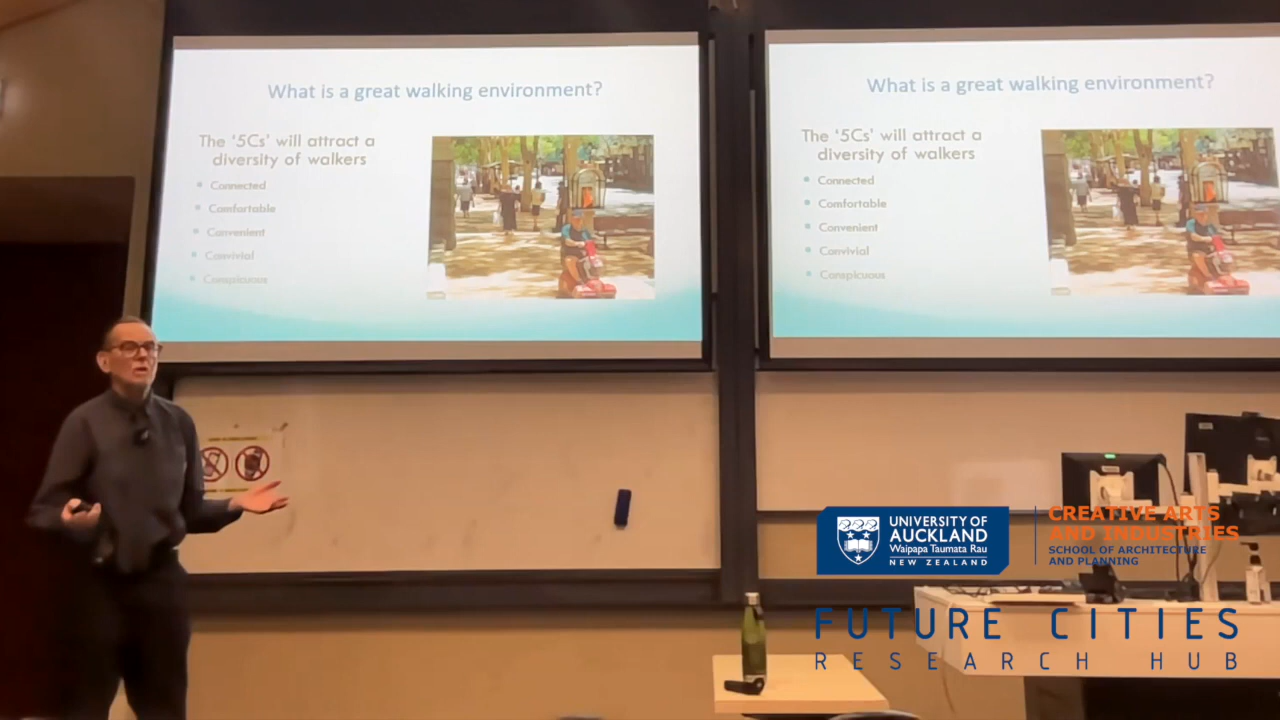 What is a great walking environment?
The '5Cs' will attract a
diversity of walkers
• Connected
• Comfortable
• Convenient
• Convivial
• Conspicuous
What is a great walking environment?
The '5Cs' will attract a
diversity of walkers
• Connected
• Comfortable
• Convenient
• Convivial
• Conspicuous
UNIVERSITY OF
AUCKLAND
Waipapa Taumata Rau
NEW ZEALAND
CREATIVE ARTS
AND INDUSTRIES
SCHOOL OF ARCHITECTURE
AND PLANNING
FUTURE CITIES
RESEARCH HUB